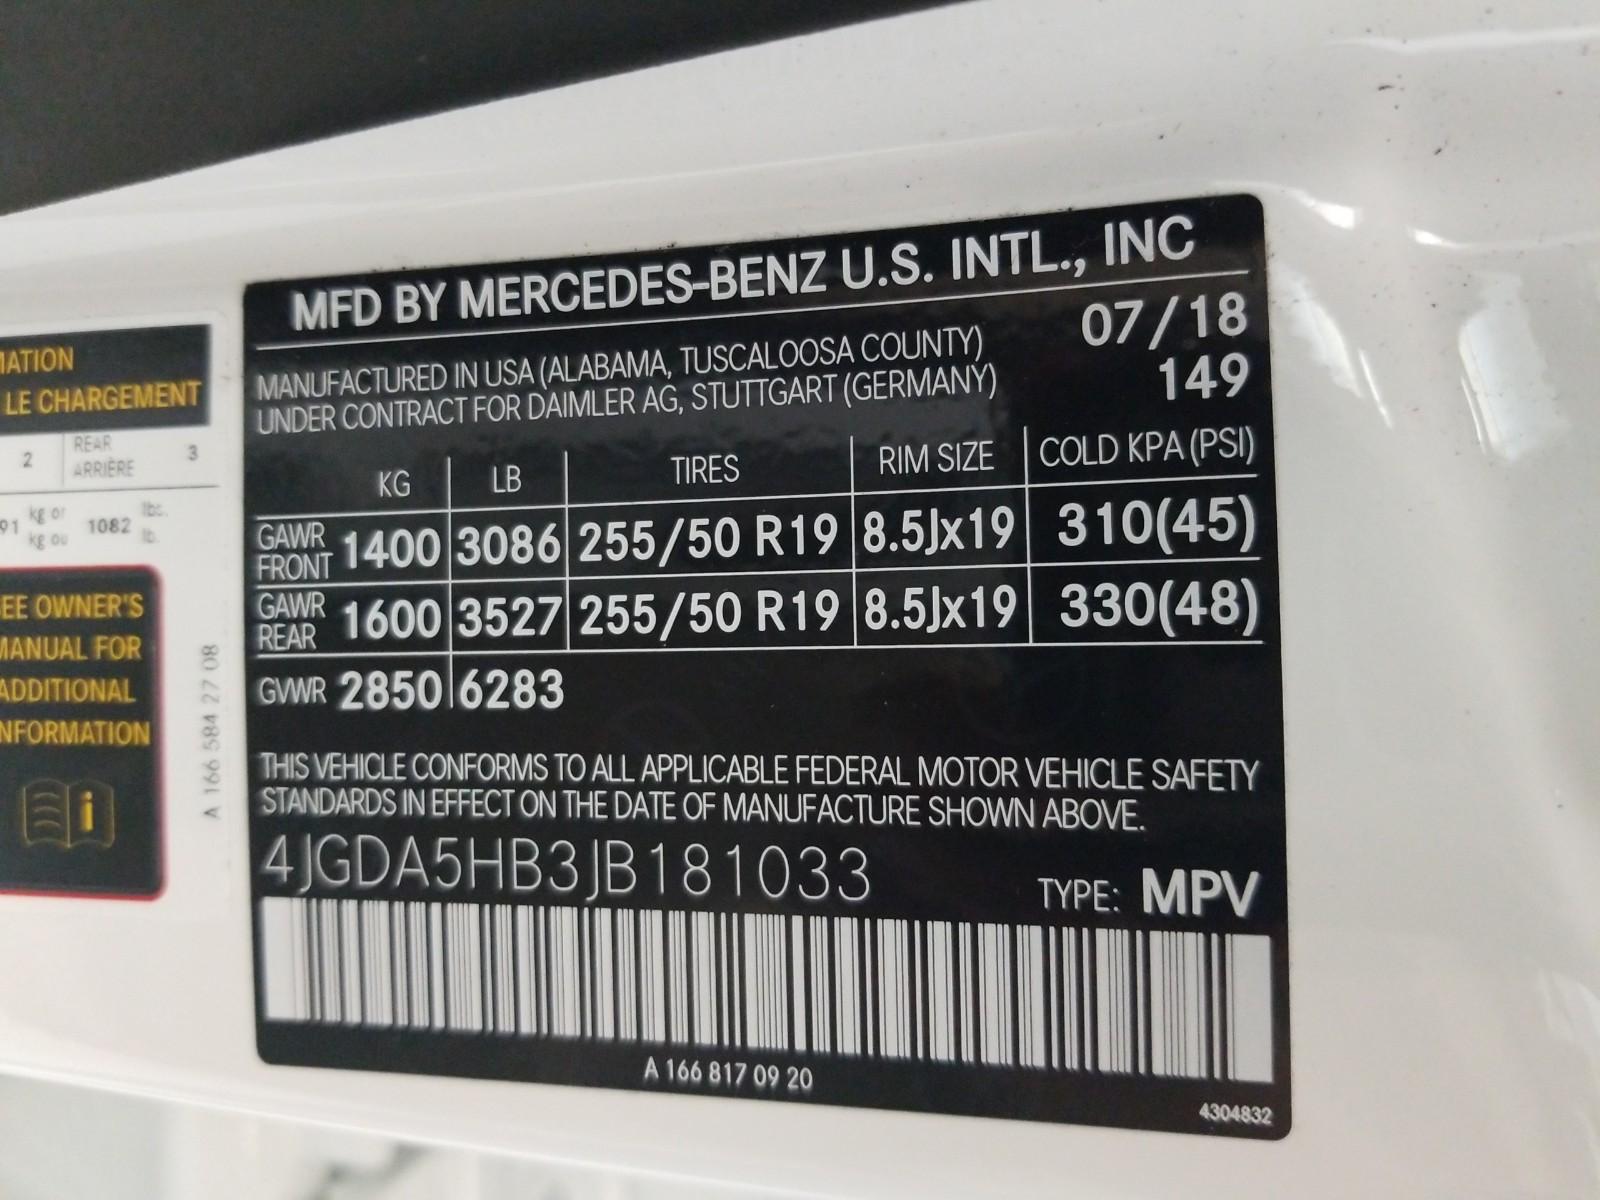 MFD BY MERCEDES-BENZ U.S. INTL., INC
MANUFACTURED IN USA (ALABAMA, TUSCALOOSA COUNTY) 07/18
UNDER CONTRACT FOR DAIMLER AG, STUTTGART (GERMANY) 149
KG LB TIRES RIM SIZE COLD KPA (PSI)
GAWR FRONT 1400 3086 255/50 R19 8.5Jx19 310(45)
GAWR REAR 1600 3527 255/50 R19 8.5Jx19 330(48)
GVWR 2850 6283
THIS VEHICLE CONFORMS TO ALL APPLICABLE FEDERAL MOTOR VEHICLE SAFETY
STANDARDS IN EFFECT ON THE DATE OF MANUFACTURE SHOWN ABOVE.
4JGDA5HB3JB181033 TYPE: MPV
A 166 817 09 20
4304832
MATION
LE CHARGEMENT
2 REAR 3
ARRIÈRE
91 kg or 1082 lbs.
kg ou lb.
SEE OWNER'S
MANUAL FOR
ADDITIONAL
INFORMATION
i
A 166 584 27 08